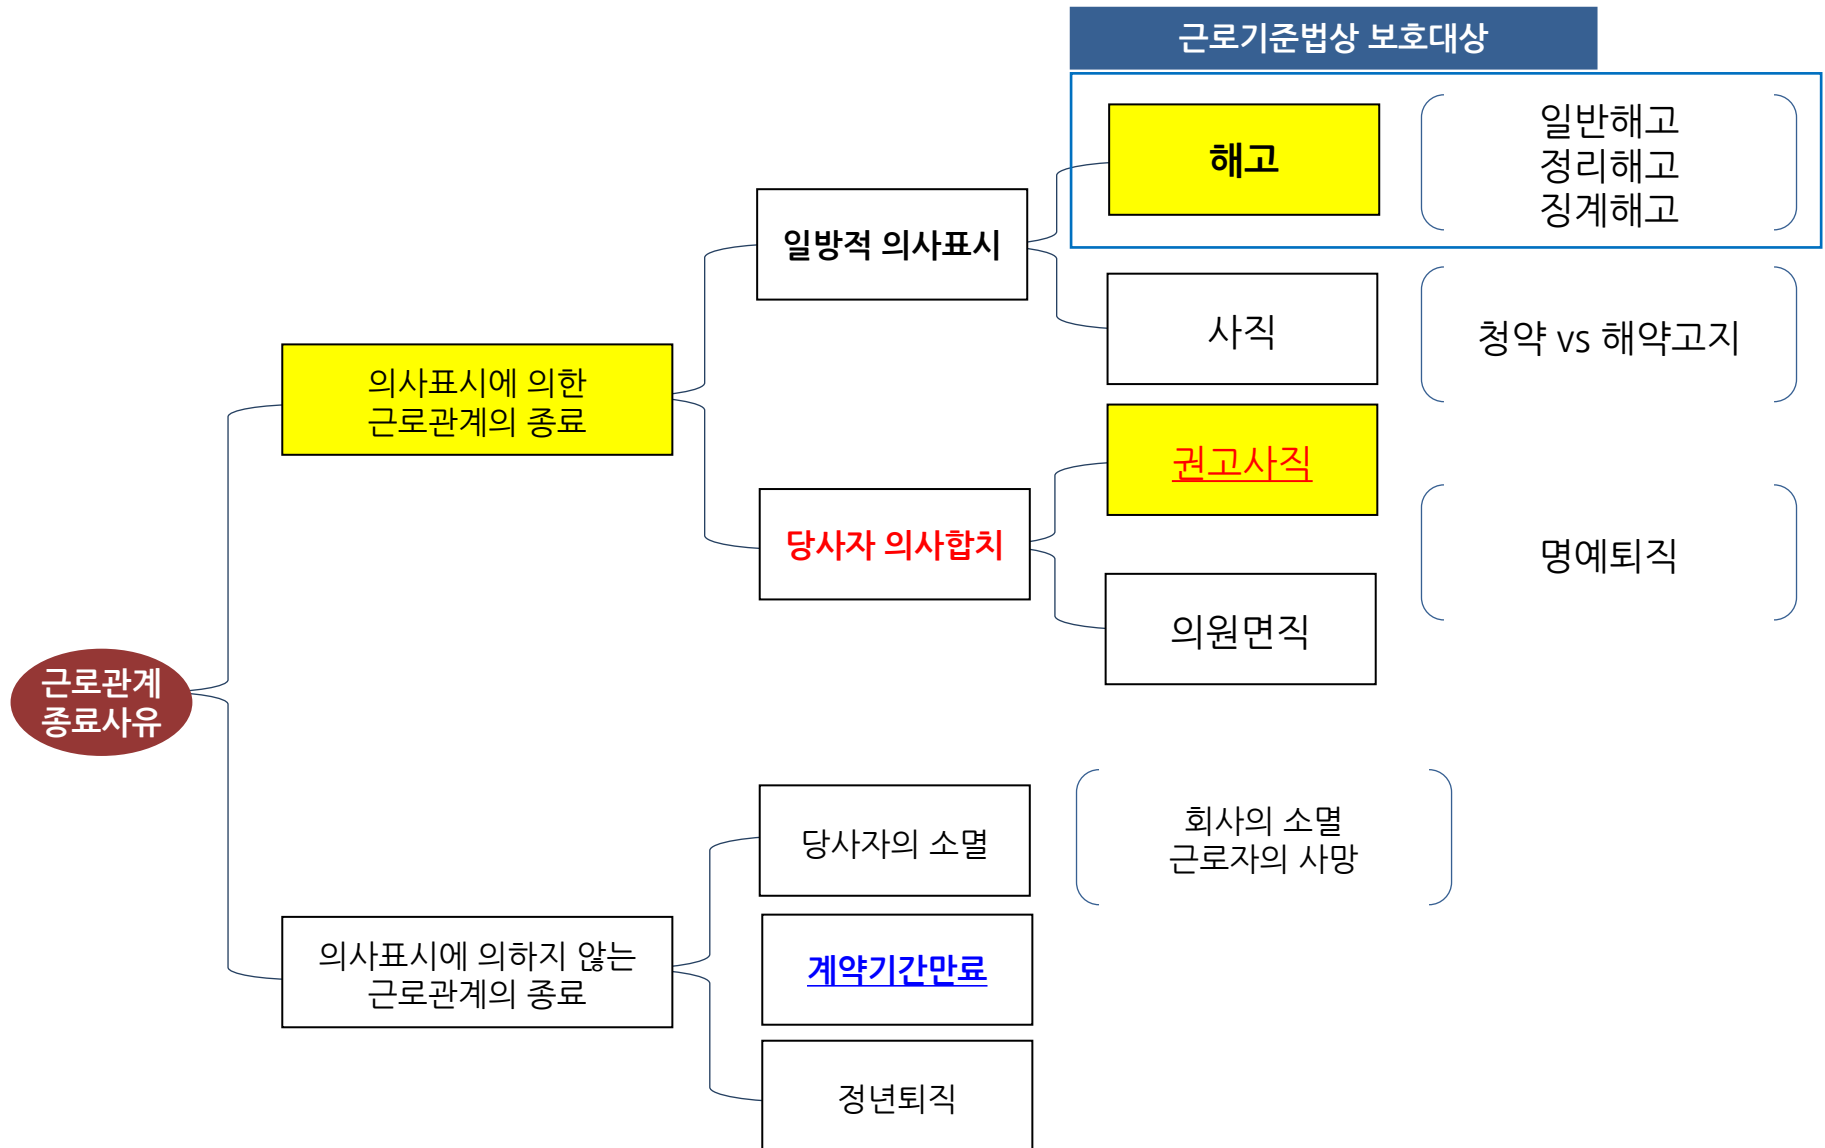 근로기준법상 보호대상
해고
일반해고
정리해고
징계해고
일방적 의사표시
사직
청약 vs 해약고지
의사표시에 의한
근로관계의 종료
권고사직
당사자 의사합치
명예퇴직
의원면직
근로관계
종료사유
당사자의 소멸
회사의 소멸
근로자의 사망
의사표시에 의하지 않는
근로관계의 종료
계약기간만료
정년퇴직